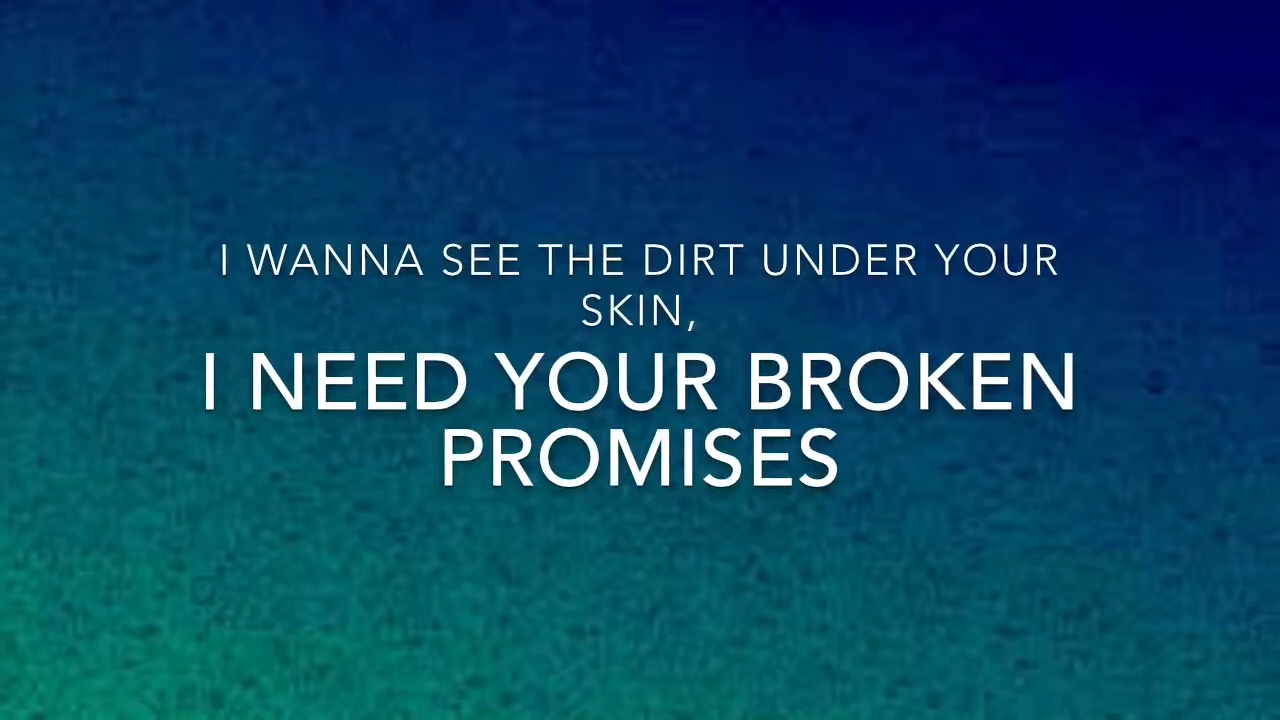 I WANNA SEE THE DIRT UNDER YOUR
SKIN,
I NEED YOUR BROKEN
PROMISES